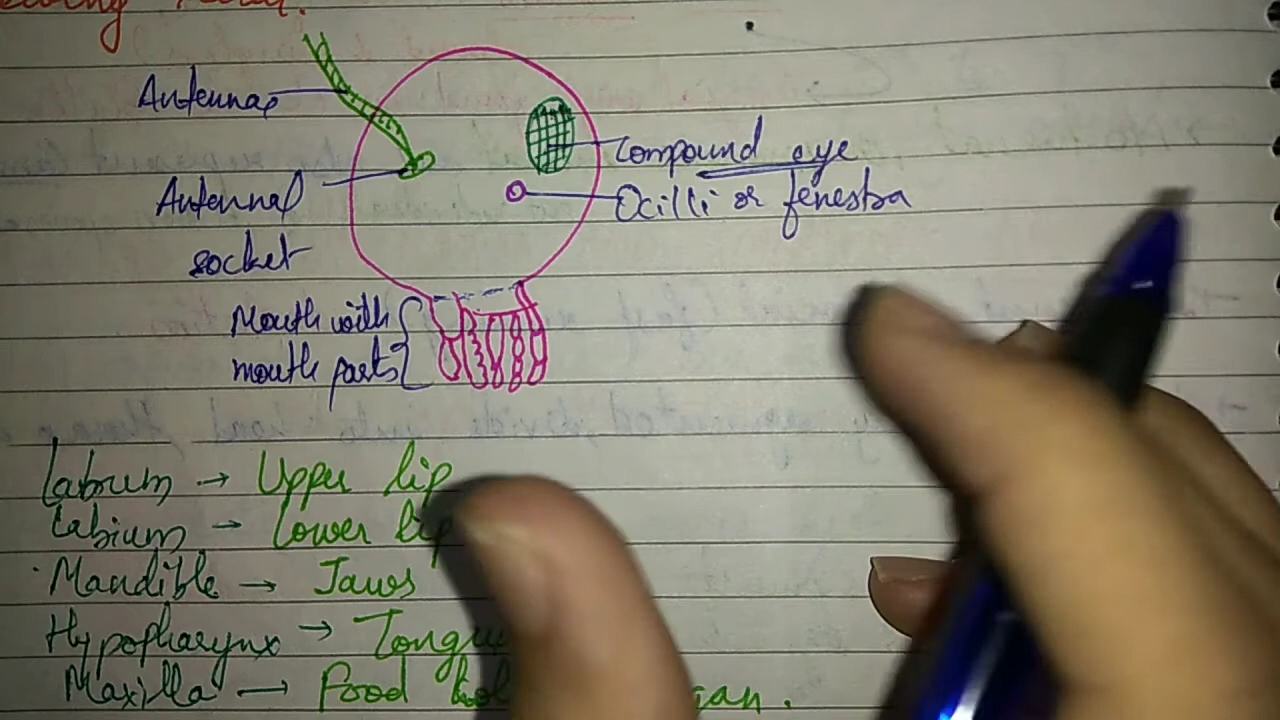 Antennae
Compound eye
Ocilli or fenestra
Antennal
socket
Mouth with
mouth parts
Labrum → Upper lip
Labium → Lower lip
Mandible → Jaws
Hypopharynx →
Maxilla → Food